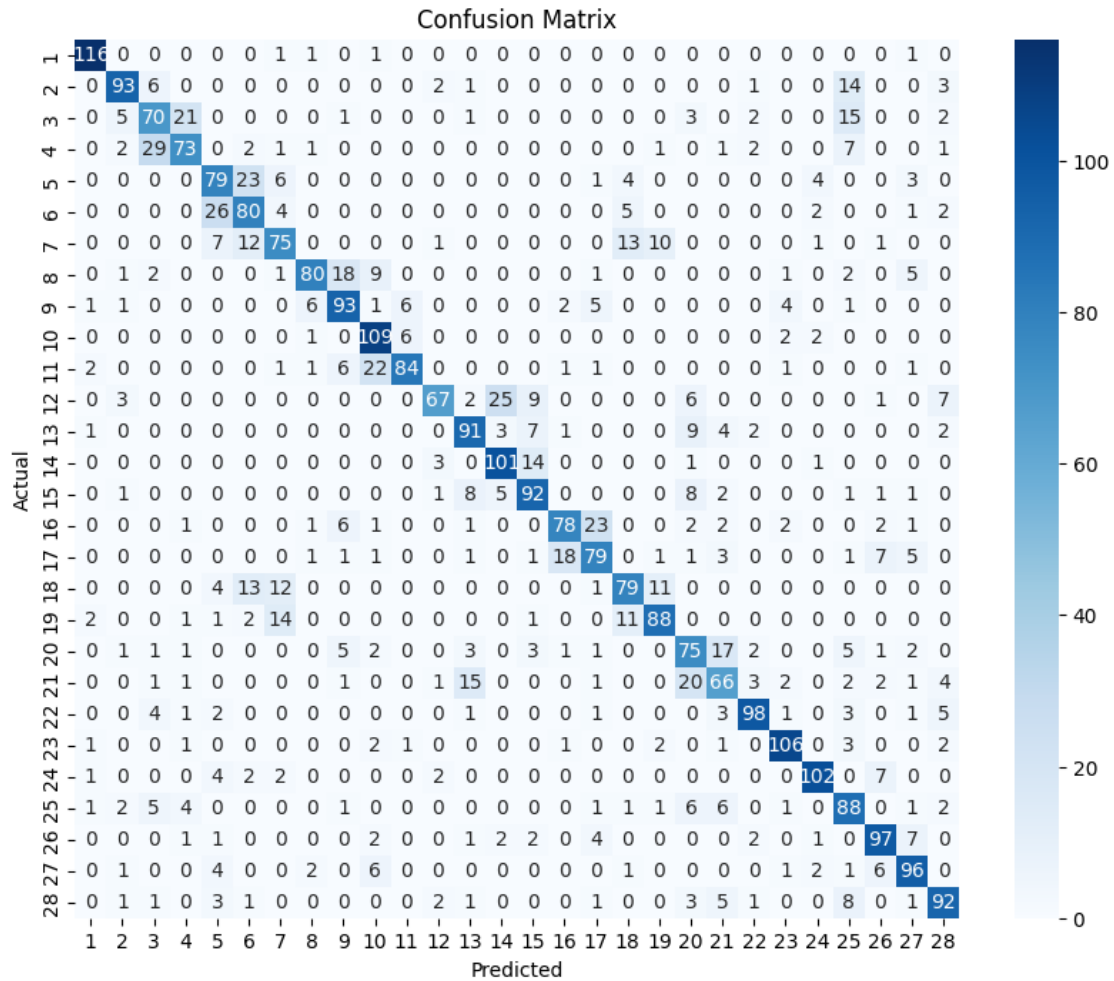 Confusion Matrix
1 116 0 0 0 0 0 1 1 0 1 0 0 0 0 0 0 0 0 0 0 0 0 0 0 0 0 1 0
2 0 93 6 0 0 0 0 0 0 0 0 2 1 0 0 0 0 0 0 0 0 1 0 0 14 0 0 3
3 0 5 70 21 0 0 0 0 1 0 0 0 1 0 0 0 0 0 0 3 0 2 0 0 15 0 0 2
4 0 2 29 73 0 2 1 1 0 0 0 0 0 0 0 0 0 0 1 0 1 2 0 0 7 0 0 1
5 0 0 0 0 79 23 6 0 0 0 0 0 0 0 0 0 1 4 0 0 0 0 0 4 0 0 3 0
6 0 0 0 0 26 80 4 0 0 0 0 0 0 0 0 0 0 5 0 0 0 0 0 2 0 0 1 2
7 0 0 0 0 7 12 75 0 0 0 0 1 0 0 0 0 0 13 10 0 0 0 0 1 0 1 0 0
8 0 1 2 0 0 0 1 80 18 9 0 0 0 0 0 0 1 0 0 0 0 0 1 0 2 0 5 0
9 1 1 0 0 0 0 0 6 93 1 6 0 0 0 0 2 5 0 0 0 0 0 4 0 1 0 0 0
10 0 0 0 0 0 0 0 1 0 109 6 0 0 0 0 0 0 0 0 0 0 0 2 2 0 0 0 0
11 2 0 0 0 0 0 1 1 6 22 84 0 0 0 0 1 1 0 0 0 0 0 1 0 0 0 1 0
12 0 3 0 0 0 0 0 0 0 0 0 67 2 25 9 0 0 0 0 6 0 0 0 0 0 1 0 7
13 1 0 0 0 0 0 0 0 0 0 0 0 91 3 7 1 0 0 0 9 4 2 0 0 0 0 0 2
14 0 0 0 0 0 0 0 0 0 0 0 3 0 101 14 0 0 0 0 1 0 0 0 1 0 0 0 0
15 0 1 0 0 0 0 0 0 0 0 0 1 8 5 92 0 0 0 0 8 2 0 0 0 1 1 1 0
16 0 0 0 1 0 0 0 1 6 1 0 0 1 0 0 78 23 0 0 2 2 0 2 0 0 2 1 0
17 0 0 0 0 0 0 0 1 1 1 0 0 1 0 1 18 79 0 1 1 3 0 0 0 1 7 5 0
18 0 0 0 0 4 13 12 0 0 0 0 0 0 0 0 0 1 79 11 0 0 0 0 0 0 0 0 0
19 2 0 0 1 1 2 14 0 0 0 0 0 0 0 1 0 0 11 88 0 0 0 0 0 0 0 0 0
20 0 1 1 1 0 0 0 0 5 2 0 0 3 0 3 1 1 0 0 75 17 2 0 0 5 1 2 0
21 0 0 1 1 0 0 0 0 1 0 0 1 15 0 0 0 1 0 0 20 66 3 2 0 2 2 1 4
22 0 0 4 1 2 0 0 0 0 0 0 0 1 0 0 0 1 0 0 0 3 98 1 0 3 0 1 5
23 1 0 0 1 0 0 0 0 0 2 1 0 0 0 0 1 0 0 2 0 1 0 106 0 3 0 0 2
24 1 0 0 0 4 2 2 0 0 0 0 2 0 0 0 0 0 0 0 0 0 0 0 102 0 7 0 0
25 1 2 5 4 0 0 0 0 1 0 0 0 0 0 0 0 1 1 1 6 6 0 1 0 88 0 1 2
26 0 0 0 1 1 0 0 0 0 2 0 0 1 2 2 0 4 0 0 0 0 2 0 1 0 97 7 0
27 0 1 0 0 4 0 0 2 0 6 0 0 0 0 0 0 0 1 0 0 0 0 1 2 1 6 96 0
28 0 1 1 0 3 1 0 0 0 0 0 2 1 0 0 0 1 0 0 3 5 1 0 0 8 0 1 92
1 2 3 4 5 6 7 8 9 10 11 12 13 14 15 16 17 18 19 20 21 22 23 24 25 26 27 28
Predicted
Actual
100
80
60
40
20
0